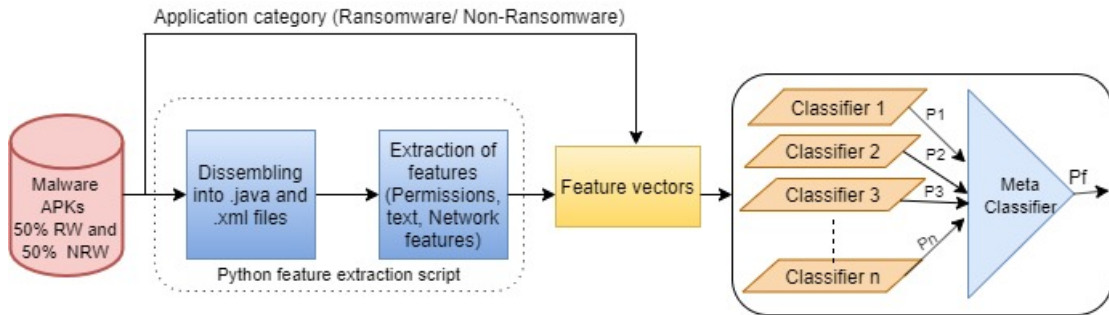 Application category (Ransomware/ Non-Ransomware)
Malware
APKs
50% RW and
50% NRW
Dissembling
into .java and
.xml files
Extraction of
features
(Permissions,
text, Network
features)
Python feature extraction script
Feature vectors
Classifier 1
Classifier 2
Classifier 3
Classifier n
P1
P2
P3
Pn
Meta
Classifier
Pf